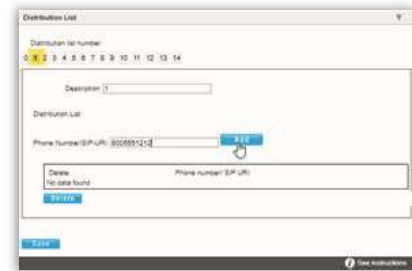 Distribution List
Distribution list number
0 1 2 3 4 5 6 7 8 9 10 11 12 13 14
Description 1
Distribution List
Phone Number(SIP-URI) 8005551212 Add
Delete Phone number/ SIP URI
No data found
Delete
Save
See instructions